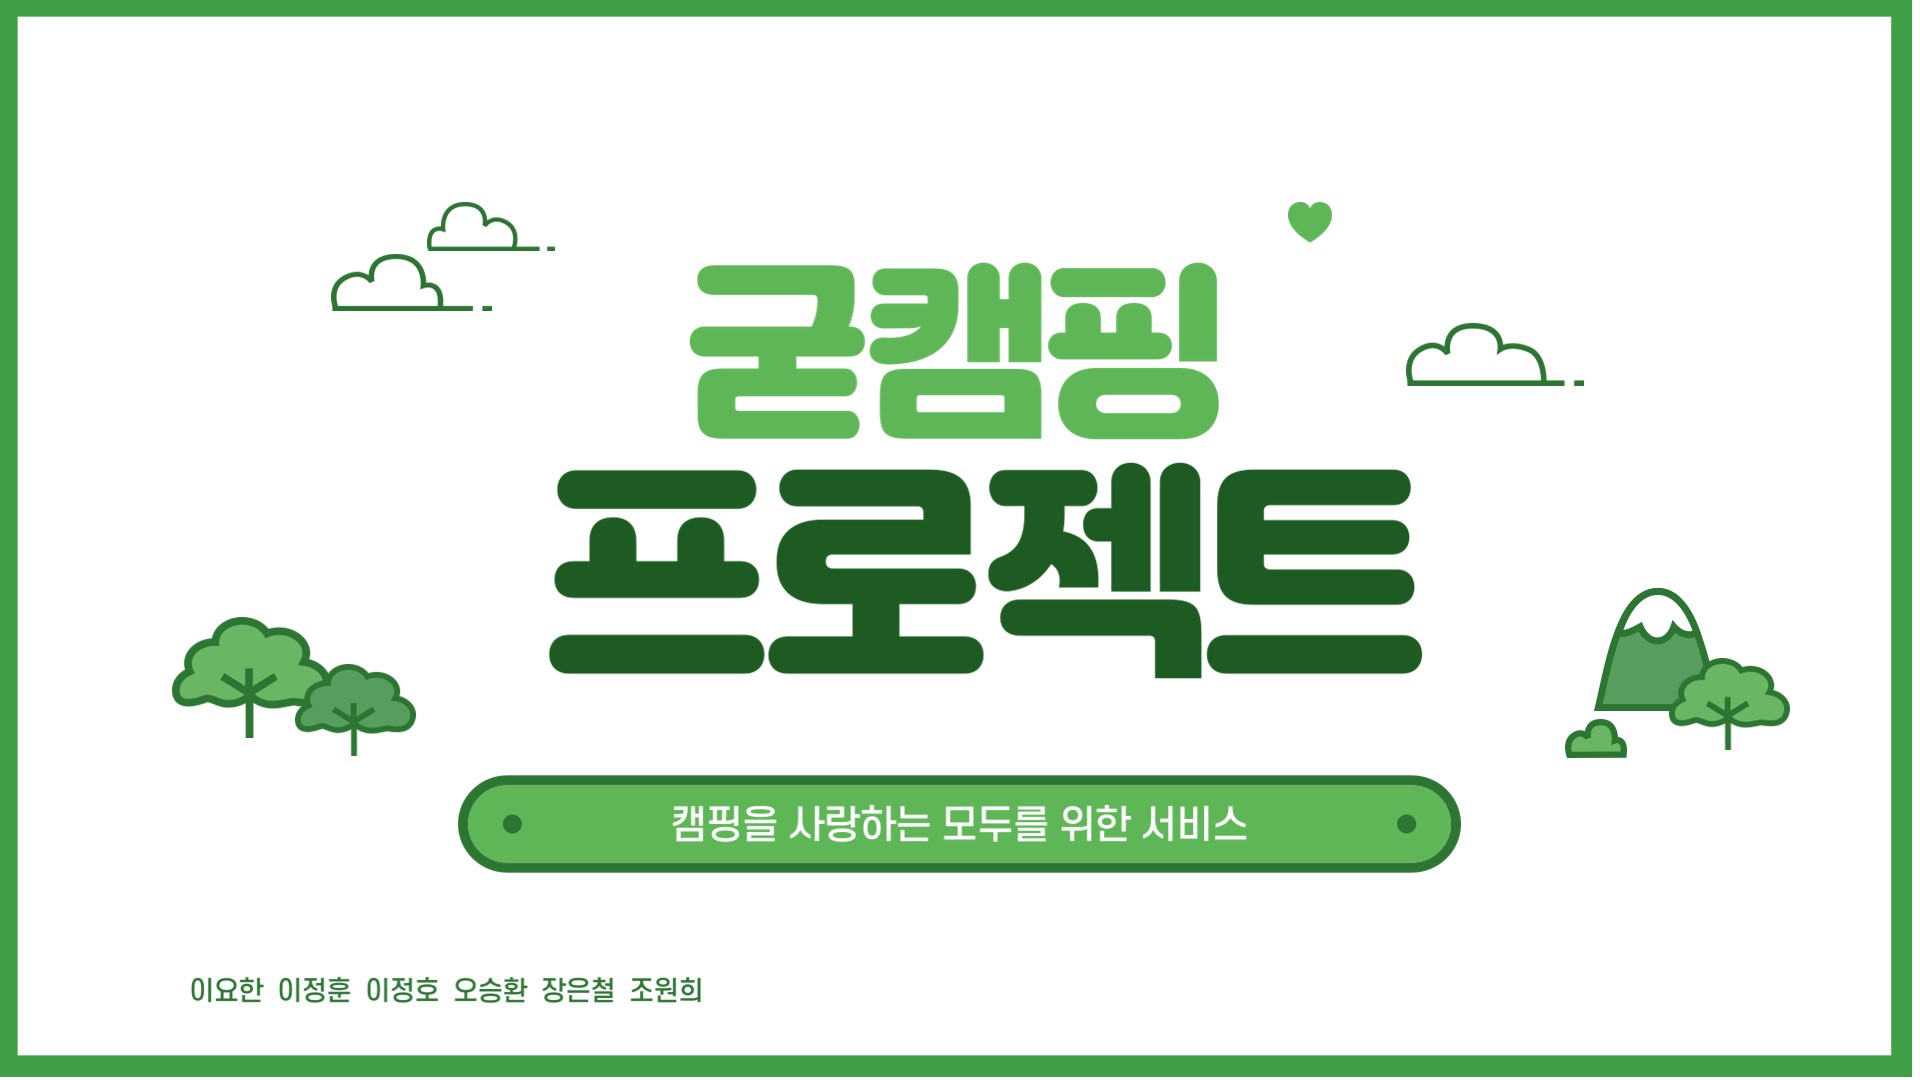 굳캠핑
프로젝트
캠핑을 사랑하는 모두를 위한 서비스
이요한 이정훈 이정호 오승환 장은철 조원희